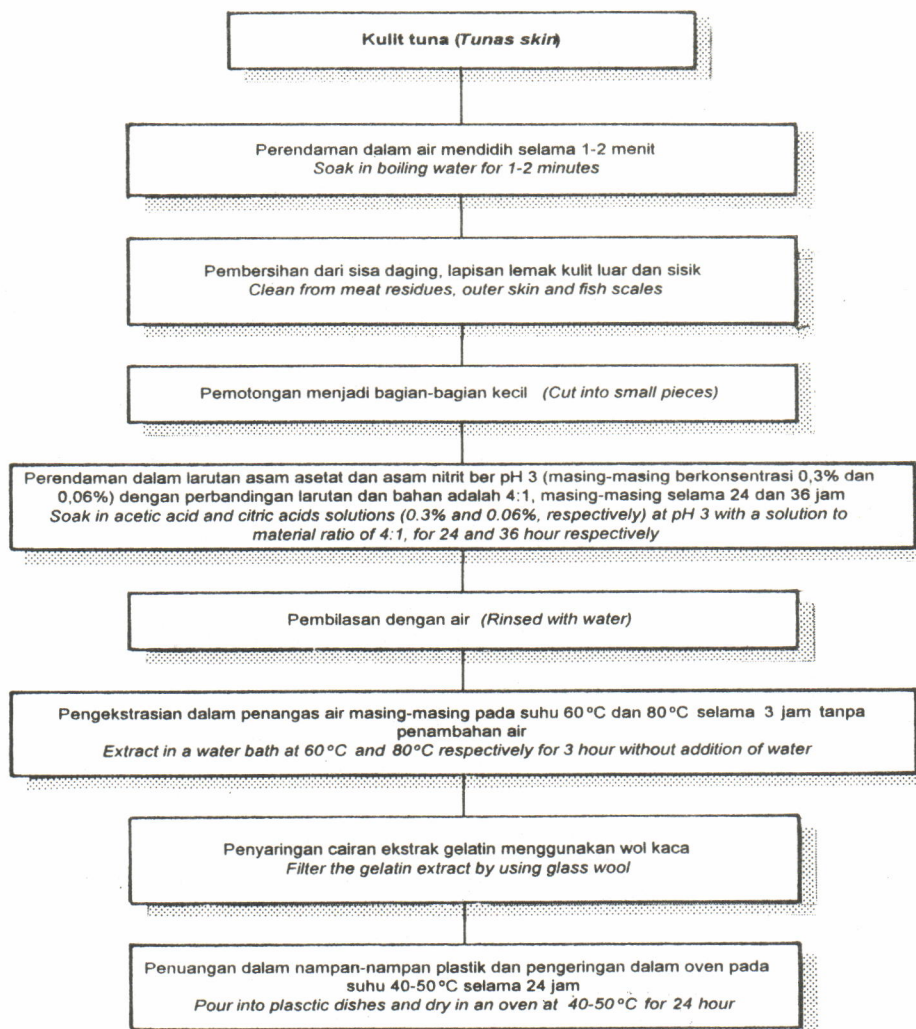 Kulit tuna (Tunas skin)
Perendaman dalam air mendidih selama 1-2 menit
Soak in boiling water for 1-2 minutes
Pembersihan dari sisa daging, lapisan lemak kulit luar dan sisik
Clean from meat residues, outer skin and fish scales
Pemotongan menjadi bagian-bagian kecil (Cut into small pieces)
Perendaman dalam larutan asam asetat dan asam nitrit ber pH 3 (masing-masing berkonsentrasi 0,3% dan
0,06%) dengan perbandingan larutan dan bahan adalah 4:1, masing-masing selama 24 dan 36 jam
Soak in acetic acid and citric acids solutions (0.3% and 0.06%, respectively) at pH 3 with a solution to
material ratio of 4:1, for 24 and 36 hour respectively
Pembilasan dengan air (Rinsed with water)
Pengekstrasian dalam penangas air masing-masing pada suhu 60°C dan 80°C selama 3 jam tanpa
penambahan air
Extract in a water bath at 60°C and 80°C respectively for 3 hour without addition of water
Penyaringan cairan ekstrak gelatin menggunakan wol kaca
Filter the gelatin extract by using glass wool
Penuangan dalam nampan-nampan plastik dan pengeringan dalam oven pada
suhu 40-50°C selama 24 jam
Pour into plasctic dishes and dry in an oven at 40-50°C for 24 hour